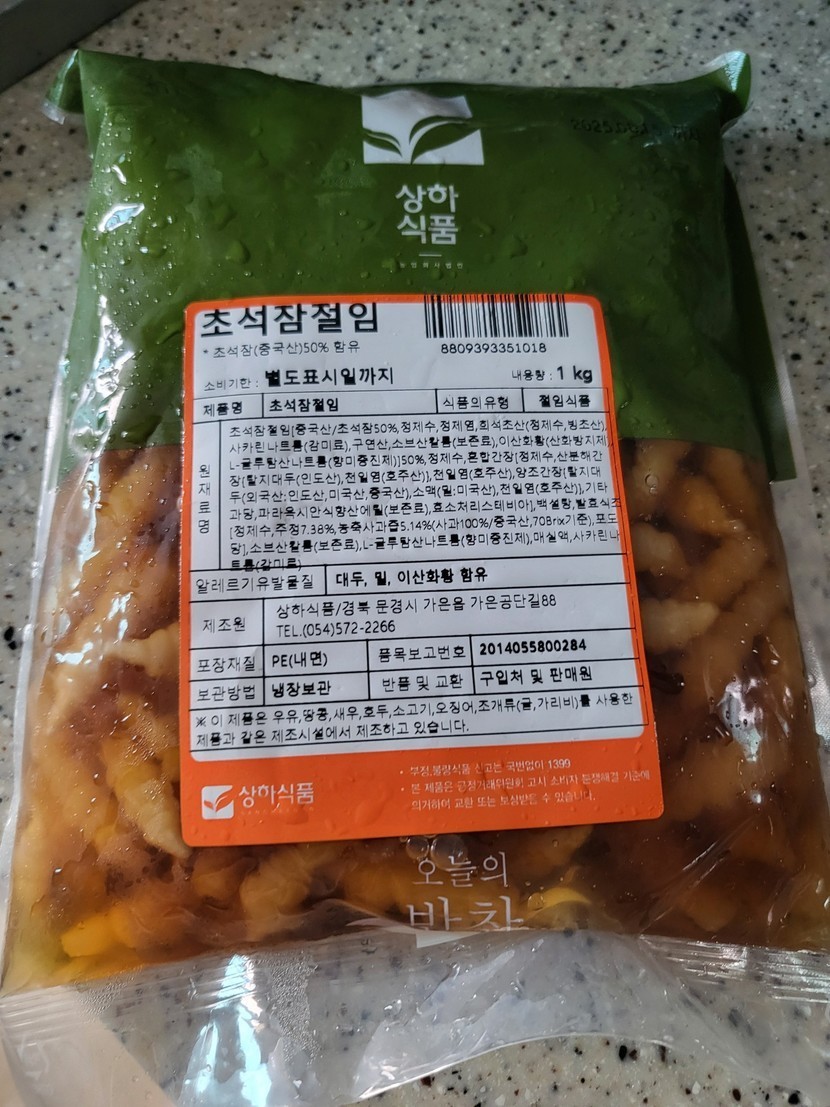 상하
식품
초석잠절임
* 초석잠(중국산)50% 함유
8809393351018
소비기한 : 별도표시일까지
내용량 : 1 kg
제품명 초석잠절임 식품의유형 절임식품
원재료명
초석잠절임[중국산/초석잠50%,정제수,정제염,희석초산(정제수,빙초산),
사카린나트륨(감미료),구연산,소브산칼륨(보존료),이산화황(산화방지제),
L-글루탐산나트륨(향미증진제)]50%,정제수,혼합간장[정제수,산분해간
장{탈지대두(인도산),천일염(호주산)},천일염(호주산),양조간장{탈지대
두(외국산:인도산,미국산,중국산),소맥(밀:미국산),천일염(호주산)},기타
과당,파라옥시안식향산에틸(보존료),효소처리스테비아],백설탕,발효식초
[정제수,주정7.38%,농축사과즙5.14%(사과100%/중국산,70Brix기준),포도
당],소브산칼륨(보존료),L-글루탐산나트륨(향미증진제),매실액,사카린나
트륨(감미료)
알레르기유발물질 대두, 밀, 이산화황 함유
제조원 상하식품/경북 문경시 가은읍 가은공단길88
TEL.(054)572-2266
포장재질 PE(내면) 품목보고번호 2014055800284
보관방법 냉장보관 반품 및 교환 구입처 및 판매원
※ 이 제품은 우유,땅콩,새우,호두,소고기,오징어,조개류(굴,가리비)를 사용한
제품과 같은 제조시설에서 제조하고 있습니다.
• 부정,불량식품 신고는 국번없이 1399
• 본 제품은 공정거래위원회 고시 소비자 분쟁해결 기준에
의거하여 교환 또는 보상받을 수 있습니다.
상하식품
오늘의
반찬